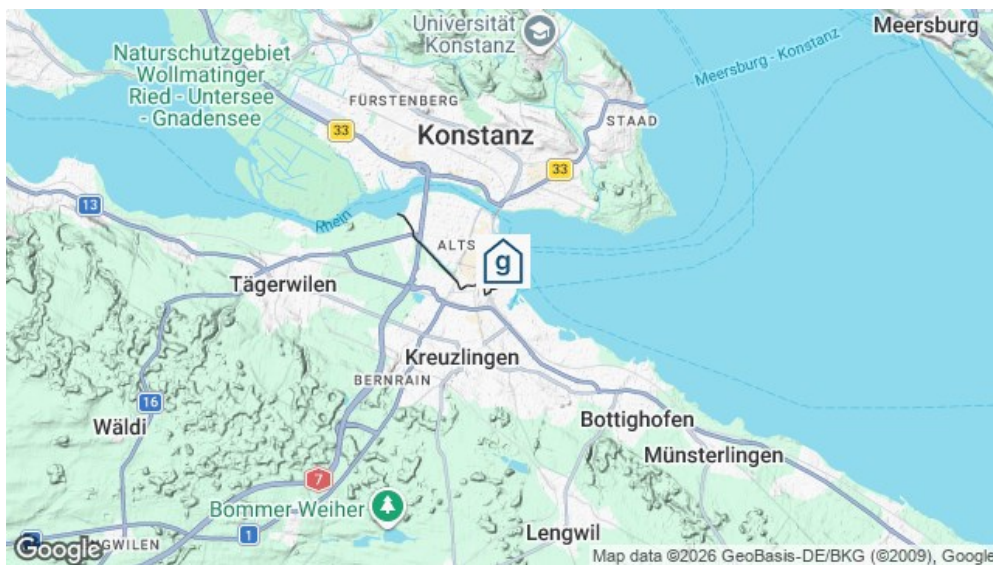 Universität
Konstanz
Meersburg
Naturschutzgebiet
Wollmatinger
Ried - Untersee
- Gnadensee
Meersburg - Konstanz
FÜRSTENBERG
33
Konstanz
STAAD
33
13
Rhein
ALTS
g
Tägerwilen
Kreuzlingen
BERNRAIN
16
Wäldi
Bottighofen
Münsterlingen
7
Bommer Weiher
1
Lengwil
GWILEN
Google
Map data ©2026 GeoBasis-DE/BKG (©2009), Google